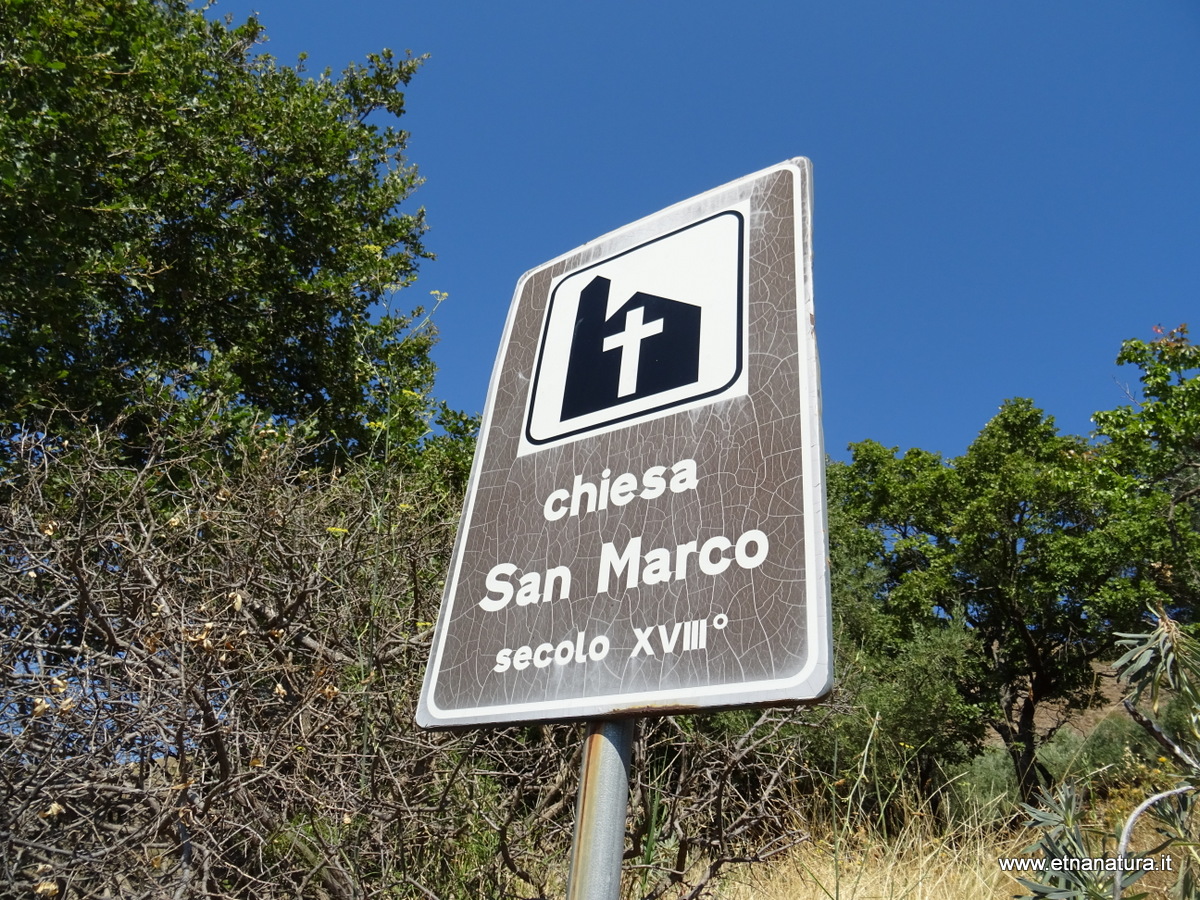 chiesa
San Marco
secolo XVIII°
www.etnanatura.it